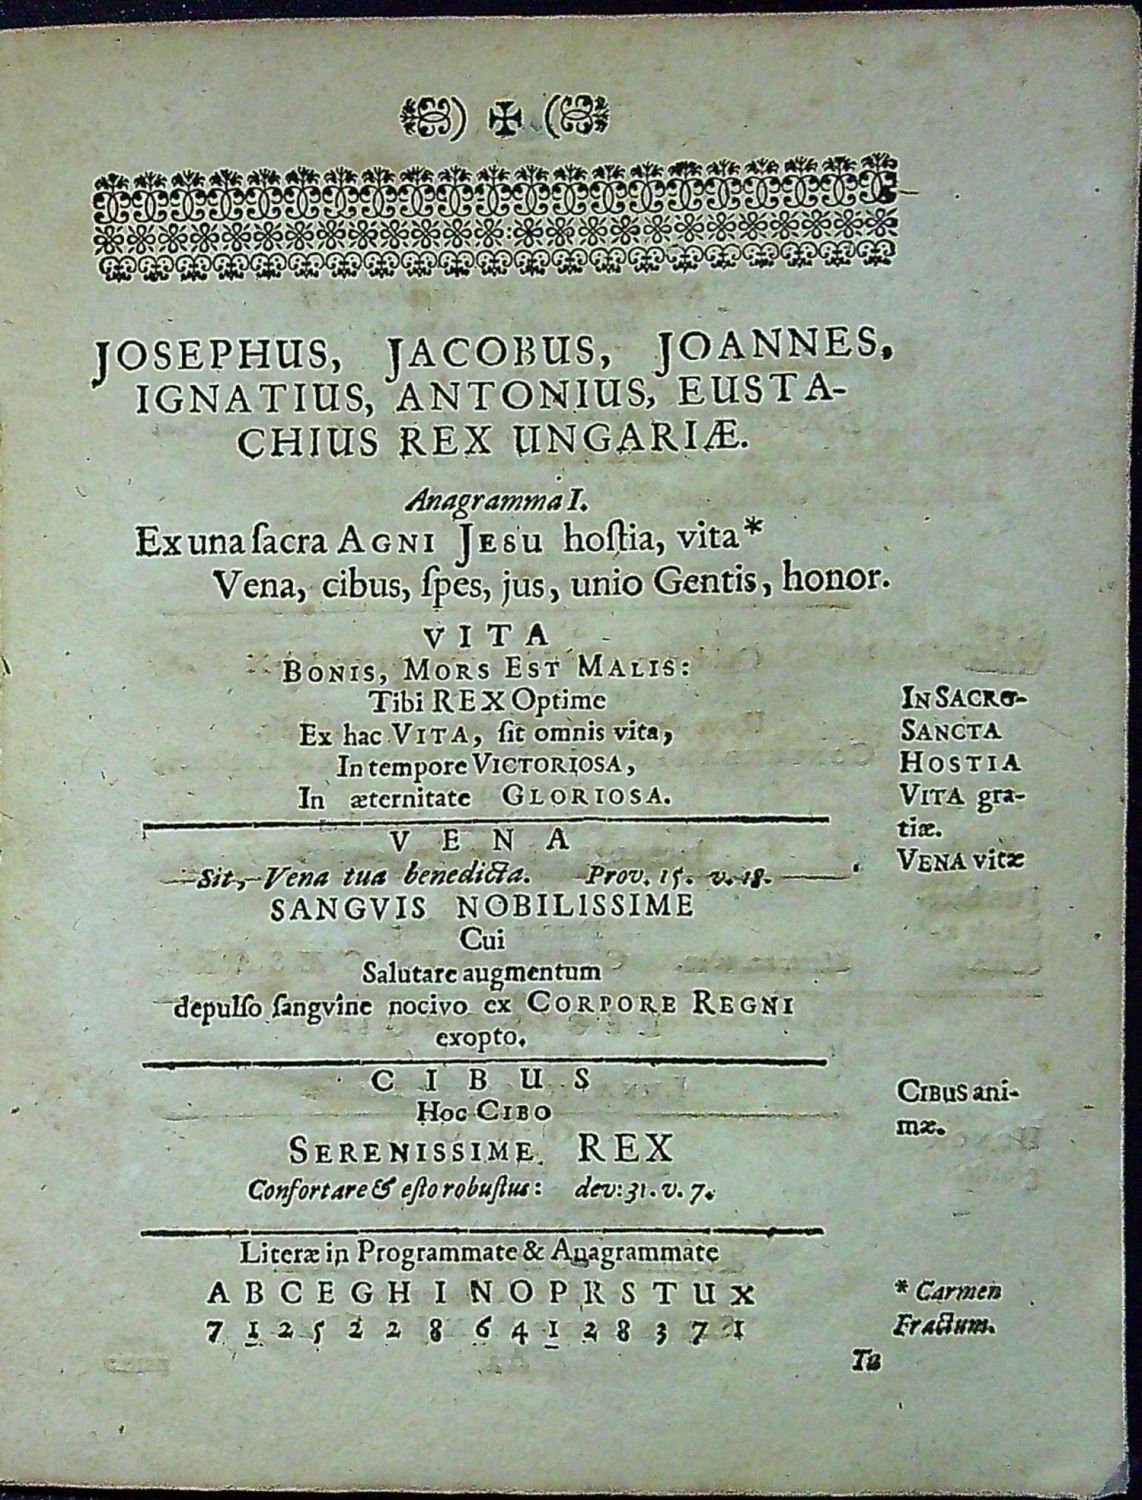 JOSEPHUS, JACOBUS, JOANNES,
IGNATIUS, ANTONIUS, EUSTA-
CHIUS REX UNGARIÆ.
Anagramma I.
Ex una ſacra AGNI JESU hoſtia, vita*
Vena, cibus, ſpes, jus, unio Gentis, honor.
VITA
BONIS, MORS EST MALIS:
Tibi REX Optime
Ex hac VITA, ſit omnis vita,
In tempore VICTORIOSA,
In æternitate GLORIOSA.
IN SACRO-
SANCTA
HOSTIA
VITA gra-
tiæ.
VENA vitæ
VENA
Sit, Vena tua benedicta. Prov. 15. v. 18.
SANGVIS NOBILISSIME
Cui
Salutare augmentum
depulſo ſangvine nocivo ex CORPORE REGNI
exopto.
CIBUS
Hoc CIBO
SERENISSIME REX
Confortare & eſto robuſtus: dev: 31. v. 7.
CIBUS ani-
mæ.
Literæ in Programmate & Anagrammate
A B C E G H I N O P R S T U X
7 1 2 5 2 2 8 6 4 1 2 8 3 7 1
* Carmen
Fractum.
Tu